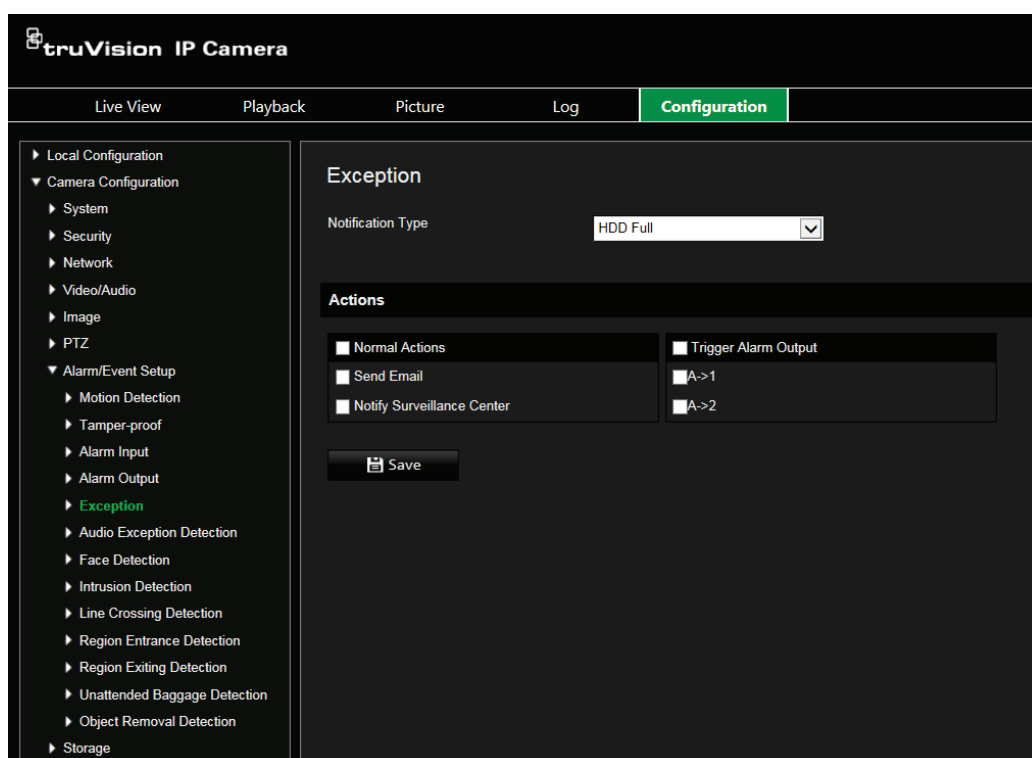 truVision IP Camera
Live View Playback Picture Log Configuration
Local Configuration
Camera Configuration
System
Security
Network
Video/Audio
Image
PTZ
Alarm/Event Setup
Motion Detection
Tamper-proof
Alarm Input
Alarm Output
Exception
Audio Exception Detection
Face Detection
Intrusion Detection
Line Crossing Detection
Region Entrance Detection
Region Exiting Detection
Unattended Baggage Detection
Object Removal Detection
Storage
Exception
Notification Type HDD Full
Actions
Normal Actions Trigger Alarm Output
Send Email A->1
Notify Surveillance Center A->2
Save